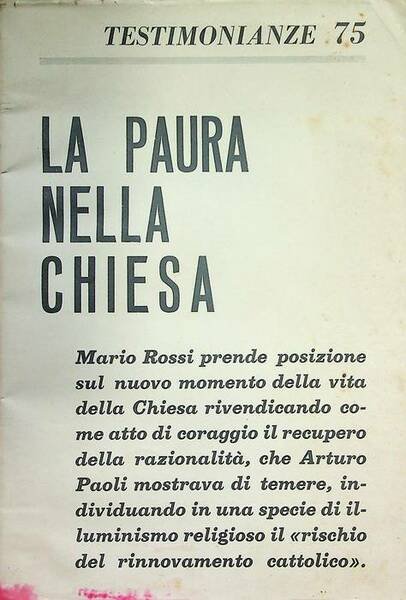 TESTIMONIANZE 75
LA PAURA
NELLA
CHIESA
Mario Rossi prende posizione
sul nuovo momento della vita
della Chiesa rivendicando co-
me atto di coraggio il recupero
della razionalità, che Arturo
Paoli mostrava di temere, in-
dividuando in una specie di il-
luminismo religioso il «rischio
del rinnovamento cattolico».